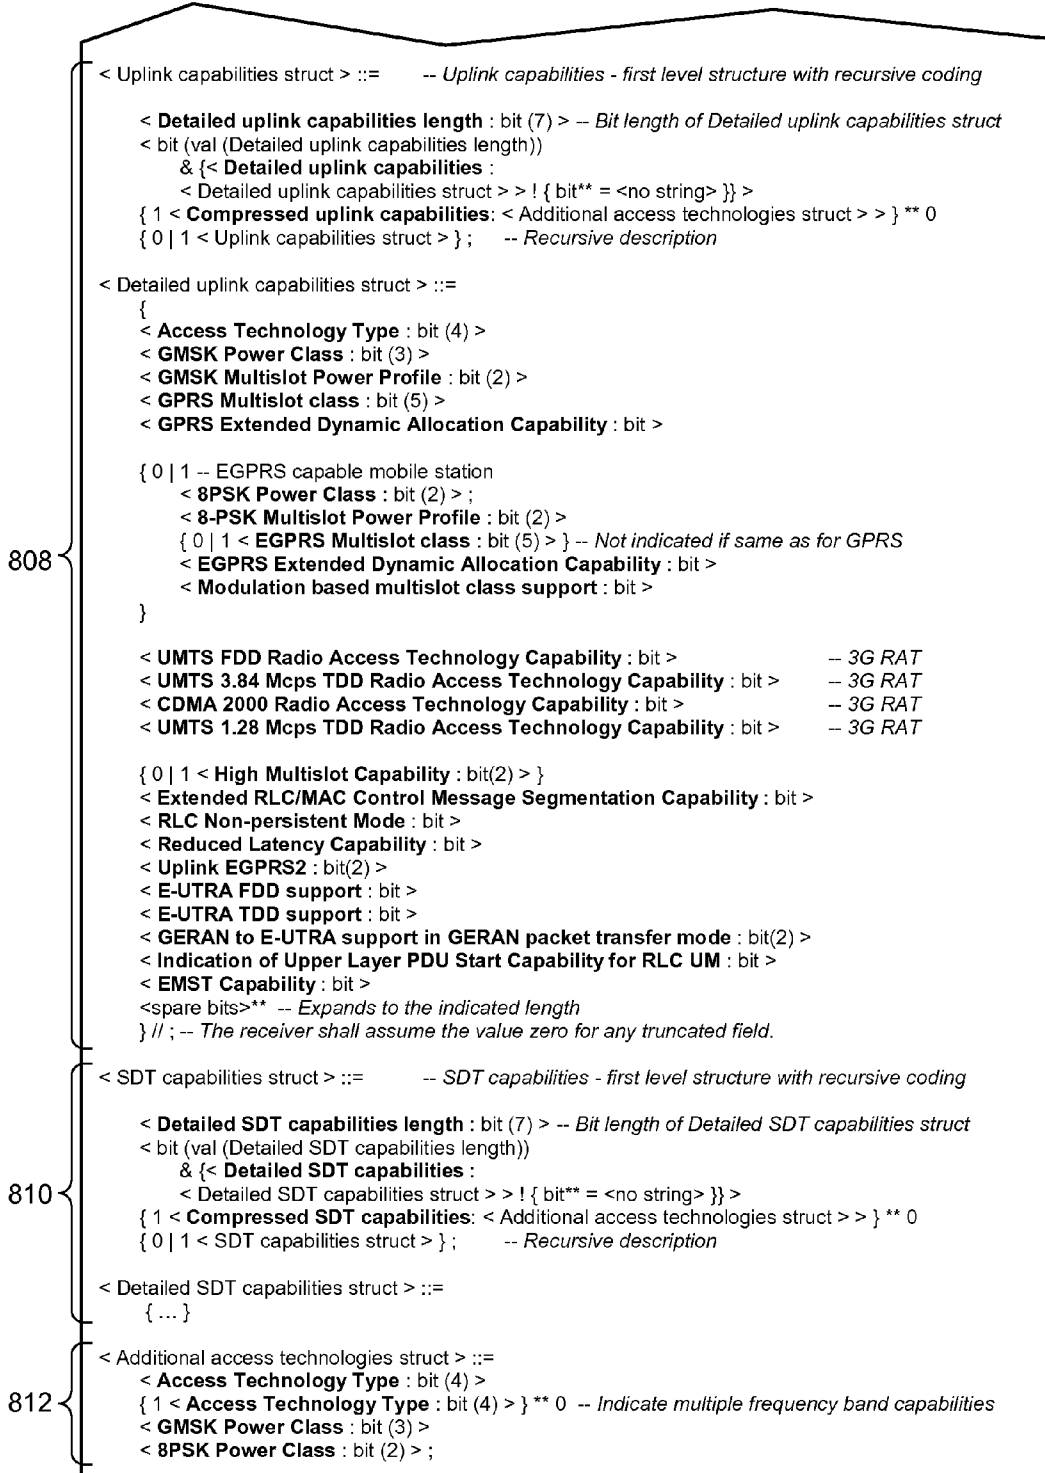 < Uplink capabilities struct > ::= -- Uplink capabilities - first level structure with recursive coding
< Detailed uplink capabilities length : bit (7) > -- Bit length of Detailed uplink capabilities struct
< bit (val (Detailed uplink capabilities length))
& {< Detailed uplink capabilities :
< Detailed uplink capabilities struct > > ! { bit** = <no string> }} >
{ 1 < Compressed uplink capabilities: < Additional access technologies struct > > } ** 0
{ 0 | 1 < Uplink capabilities struct > } ; -- Recursive description
< Detailed uplink capabilities struct > ::=
{
< Access Technology Type : bit (4) >
< GMSK Power Class : bit (3) >
< GMSK Multislot Power Profile : bit (2) >
< GPRS Multislot class : bit (5) >
< GPRS Extended Dynamic Allocation Capability : bit >
{ 0 | 1 -- EGPRS capable mobile station
< 8PSK Power Class : bit (2) > ;
< 8-PSK Multislot Power Profile : bit (2) >
{ 0 | 1 < EGPRS Multislot class : bit (5) > } -- Not indicated if same as for GPRS
808
< EGPRS Extended Dynamic Allocation Capability : bit >
< Modulation based multislot class support : bit >
}
< UMTS FDD Radio Access Technology Capability : bit > -- 3G RAT
< UMTS 3.84 Mcps TDD Radio Access Technology Capability : bit > -- 3G RAT
< CDMA 2000 Radio Access Technology Capability : bit > -- 3G RAT
< UMTS 1.28 Mcps TDD Radio Access Technology Capability : bit > -- 3G RAT
{ 0 | 1 < High Multislot Capability : bit(2) > }
< Extended RLC/MAC Control Message Segmentation Capability : bit >
< RLC Non-persistent Mode : bit >
< Reduced Latency Capability : bit >
< Uplink EGPRS2 : bit(2) >
< E-UTRA FDD support : bit >
< E-UTRA TDD support : bit >
< GERAN to E-UTRA support in GERAN packet transfer mode : bit(2) >
< Indication of Upper Layer PDU Start Capability for RLC UM : bit >
< EMST Capability : bit >
<spare bits>** -- Expands to the indicated length
} // ; -- The receiver shall assume the value zero for any truncated field.
< SDT capabilities struct > ::= -- SDT capabilities - first level structure with recursive coding
< Detailed SDT capabilities length : bit (7) > -- Bit length of Detailed SDT capabilities struct
< bit (val (Detailed SDT capabilities length))
& {< Detailed SDT capabilities :
810
< Detailed SDT capabilities struct > > ! { bit** = <no string> }} >
{ 1 < Compressed SDT capabilities: < Additional access technologies struct > > } ** 0
{ 0 | 1 < SDT capabilities struct > } ; -- Recursive description
< Detailed SDT capabilities struct > ::=
{ ... }
< Additional access technologies struct > ::=
< Access Technology Type : bit (4) >
812
{ 1 < Access Technology Type : bit (4) > } ** 0 -- Indicate multiple frequency band capabilities
< GMSK Power Class : bit (3) >
< 8PSK Power Class : bit (2) > ;